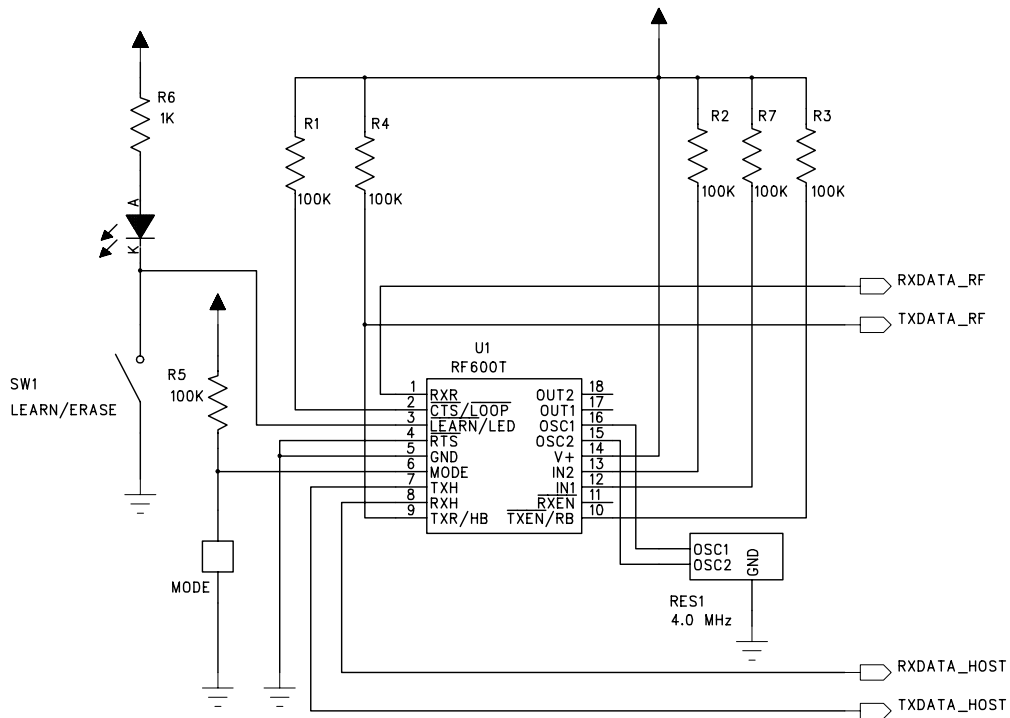 R6
1K
R1
100K
R4
100K
R2
100K
R7
100K
R3
100K
A
K
RXDATA_RF
TXDATA_RF
SW1
LEARN/ERASE
R5
100K
U1
RF600T
1 RXR
2 CTS/LOOP
3 LEARN/LED
4 RTS
5 GND
6 MODE
7 TXH
8 RXH
9 TXR/HB
OUT2 18
OUT1 17
OSC1 16
OSC2 15
V+ 14
IN2 13
IN1 12
RXEN 11
TXEN/RB 10
MODE
OSC1
OSC2
GND
RES1
4.0 MHz
RXDATA_HOST
TXDATA_HOST